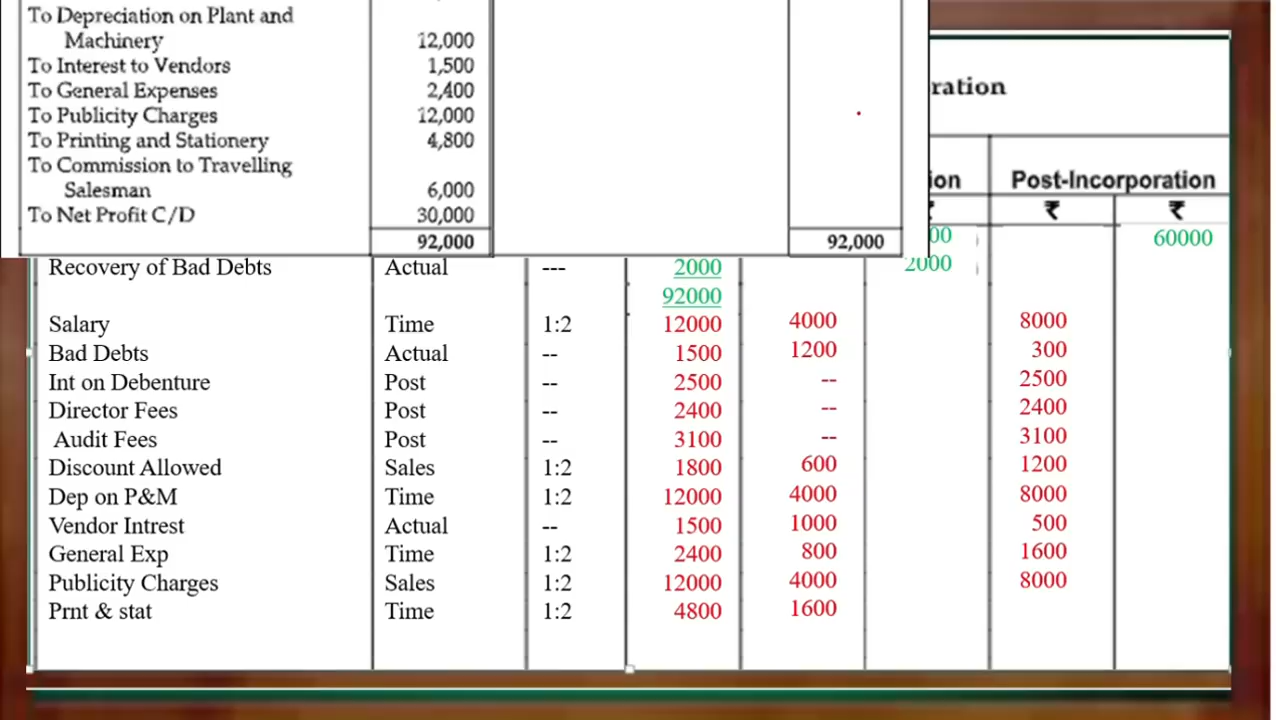 To Depreciation on Plant and
Machinery 12,000
To Interest to Vendors 1,500
To General Expenses 2,400
To Publicity Charges 12,000
To Printing and Stationery 4,800
To Commission to Travelling
Salesman 6,000
To Net Profit C/D 30,000
92,000 92,000
ration
ion Post-Incorporation
₹ ₹ ₹
00 60000
Recovery of Bad Debts Actual --- 2000 2000
92000
Salary Time 1:2 12000 4000 8000
Bad Debts Actual -- 1500 1200 300
Int on Debenture Post -- 2500 -- 2500
Director Fees Post -- 2400 -- 2400
Audit Fees Post -- 3100 -- 3100
Discount Allowed Sales 1:2 1800 600 1200
Dep on P&M Time 1:2 12000 4000 8000
Vendor Intrest Actual -- 1500 1000 500
General Exp Time 1:2 2400 800 1600
Publicity Charges Sales 1:2 12000 4000 8000
Prnt & stat Time 1:2 4800 1600